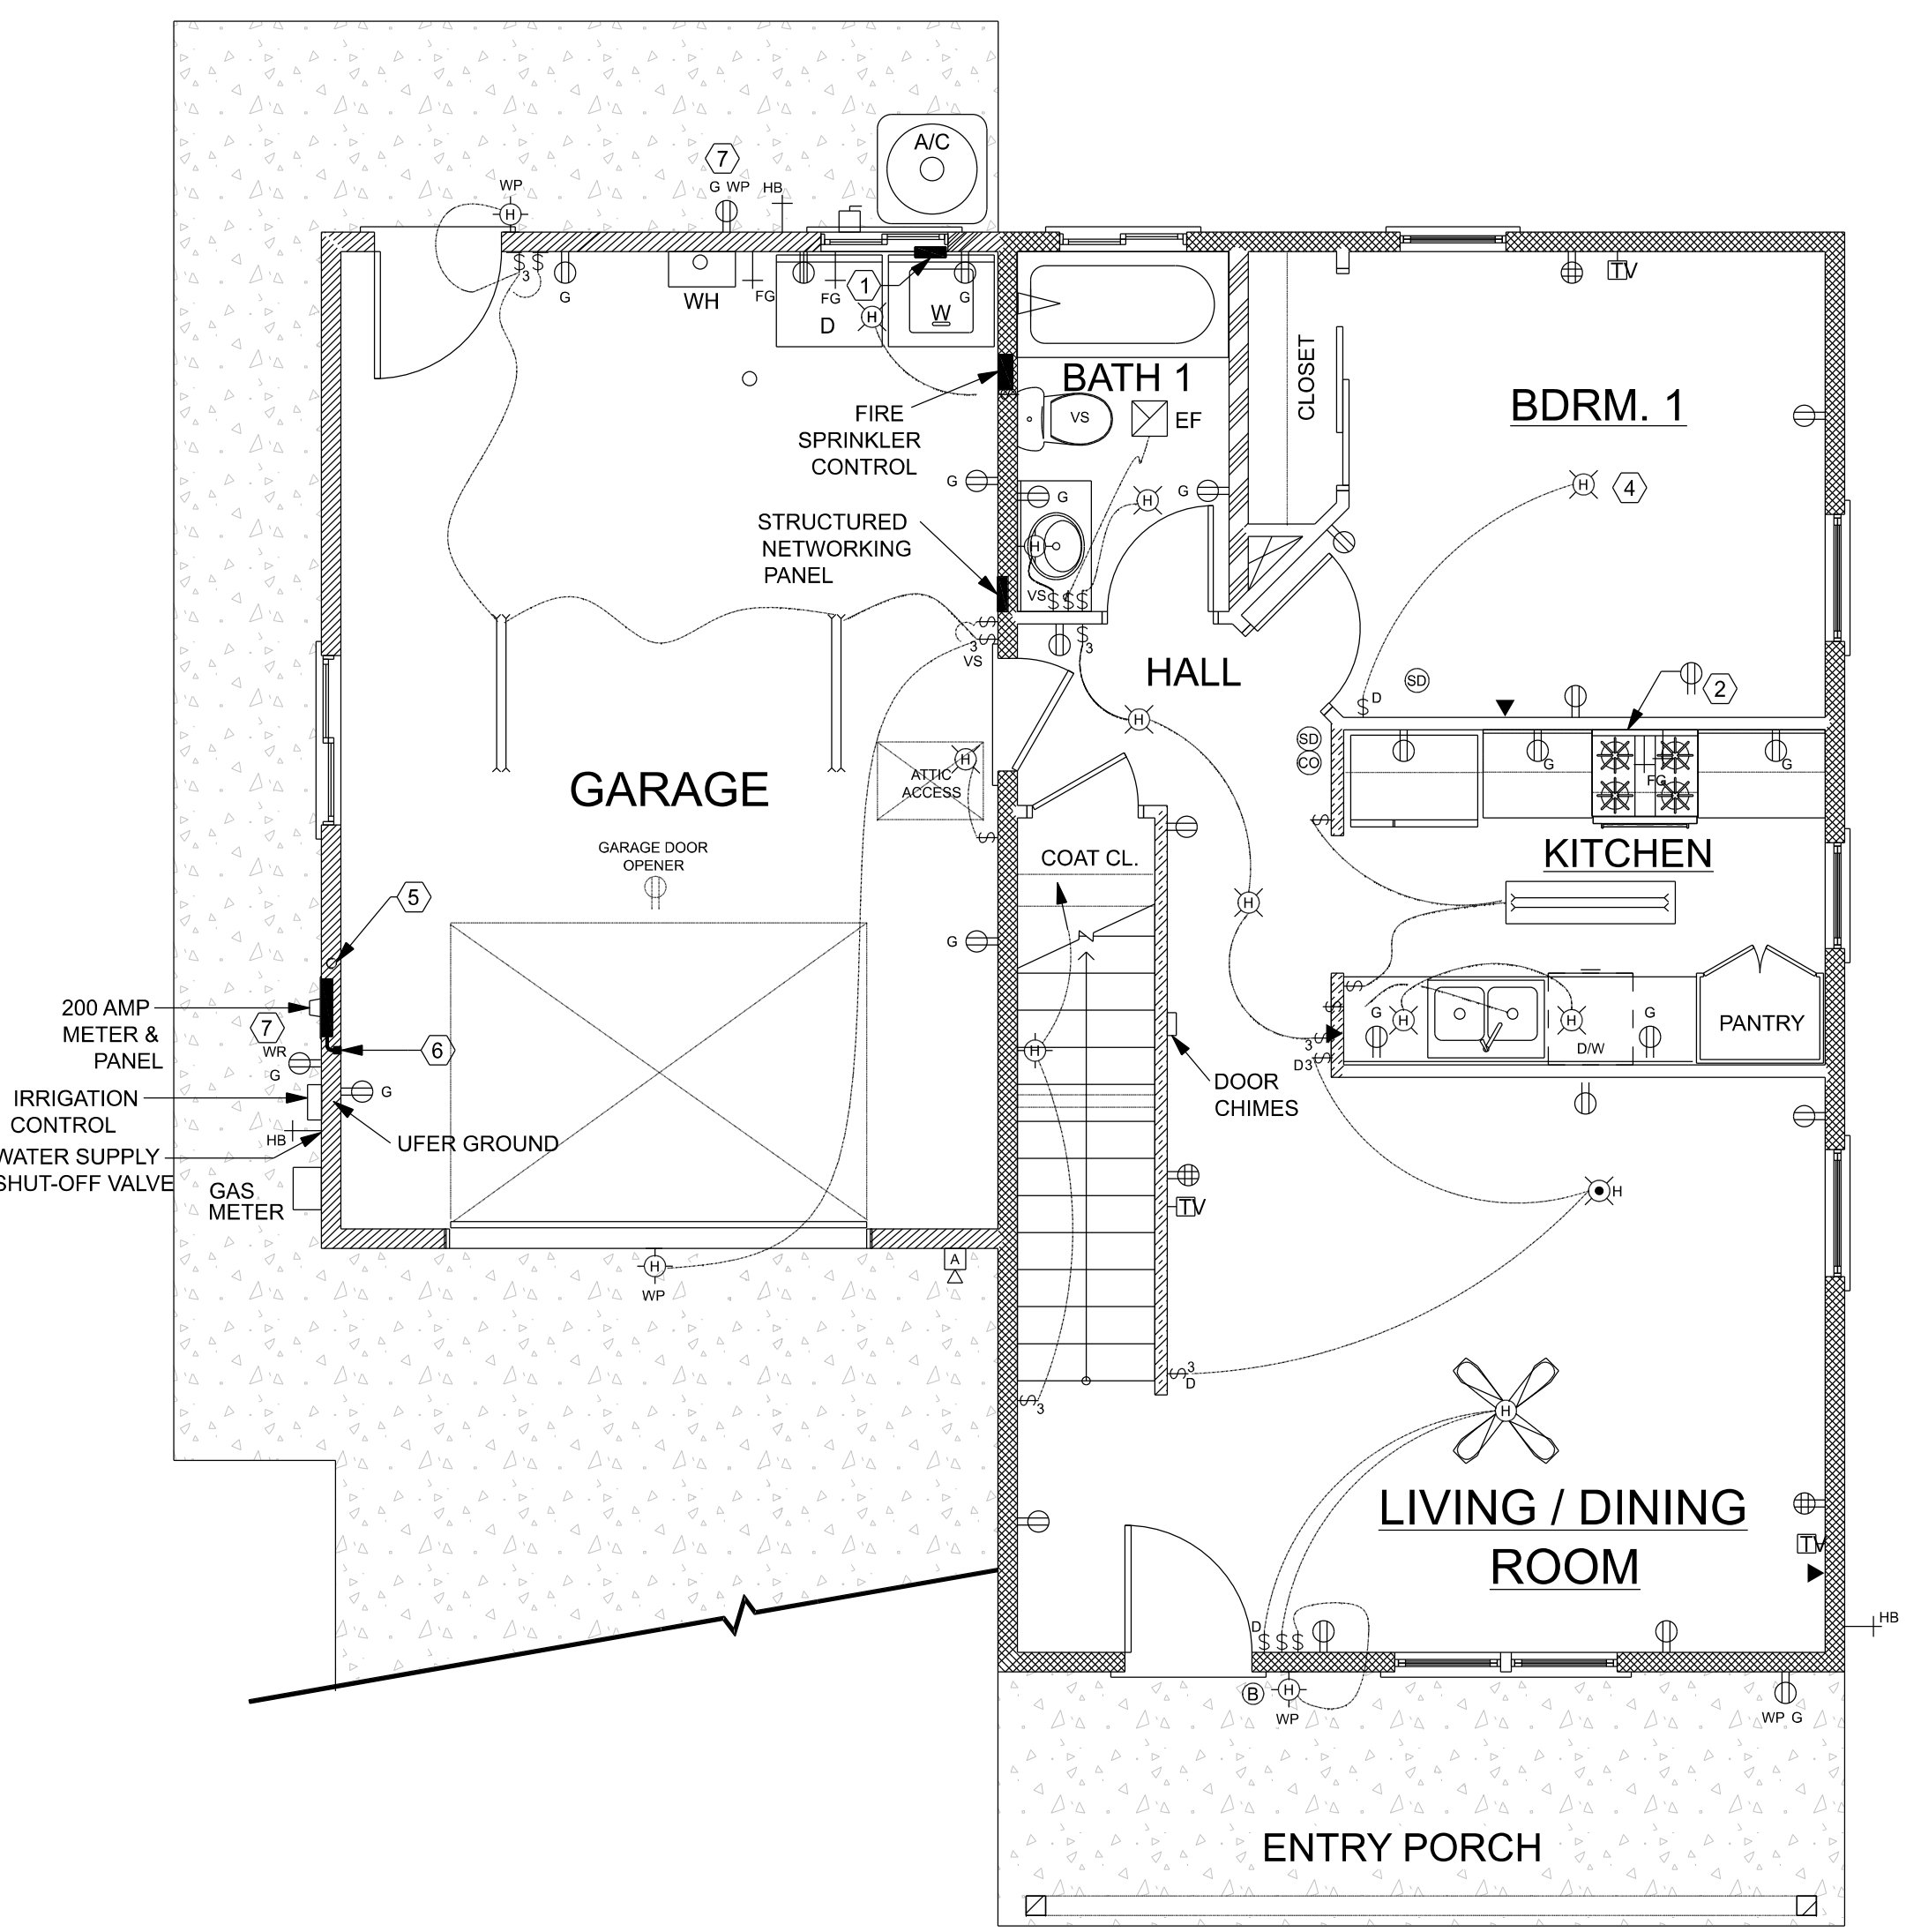 A/C
7
G WP
HB
WP
H
$ $
3
G
WH
FG
FG
1
G
D
W
H
TV
BATH 1
CLOSET
BDRM. 1
FIRE
SPRINKLER
CONTROL
VS
EF
G
G
G
H
H
4
STRUCTURED
NETWORKING
PANEL
H
VS
$$$
$
3
$
$
3
VS
HALL
SD
2
$ D
H
SD
CO
G
G
FG
H
ATTIC
ACCESS
GARAGE
$
$
GARAGE DOOR
OPENER
COAT CL.
KITCHEN
5
H
G
200 AMP
METER &
PANEL
7
WR
G
6
H
$
$
G
H
H
G
D/W
PANTRY
$
3
$
D3
G
DOOR
CHIMES
IRRIGATION
CONTROL
HB
UFER GROUND
WATER SUPPLY
SHUT-OFF VALVE
GAS
METER
TV
H
H
WP
A
$
3
D
$
3
H
LIVING / DINING
ROOM
TV
D
$ $ $
HB
B
H
WP
WP G
ENTRY PORCH